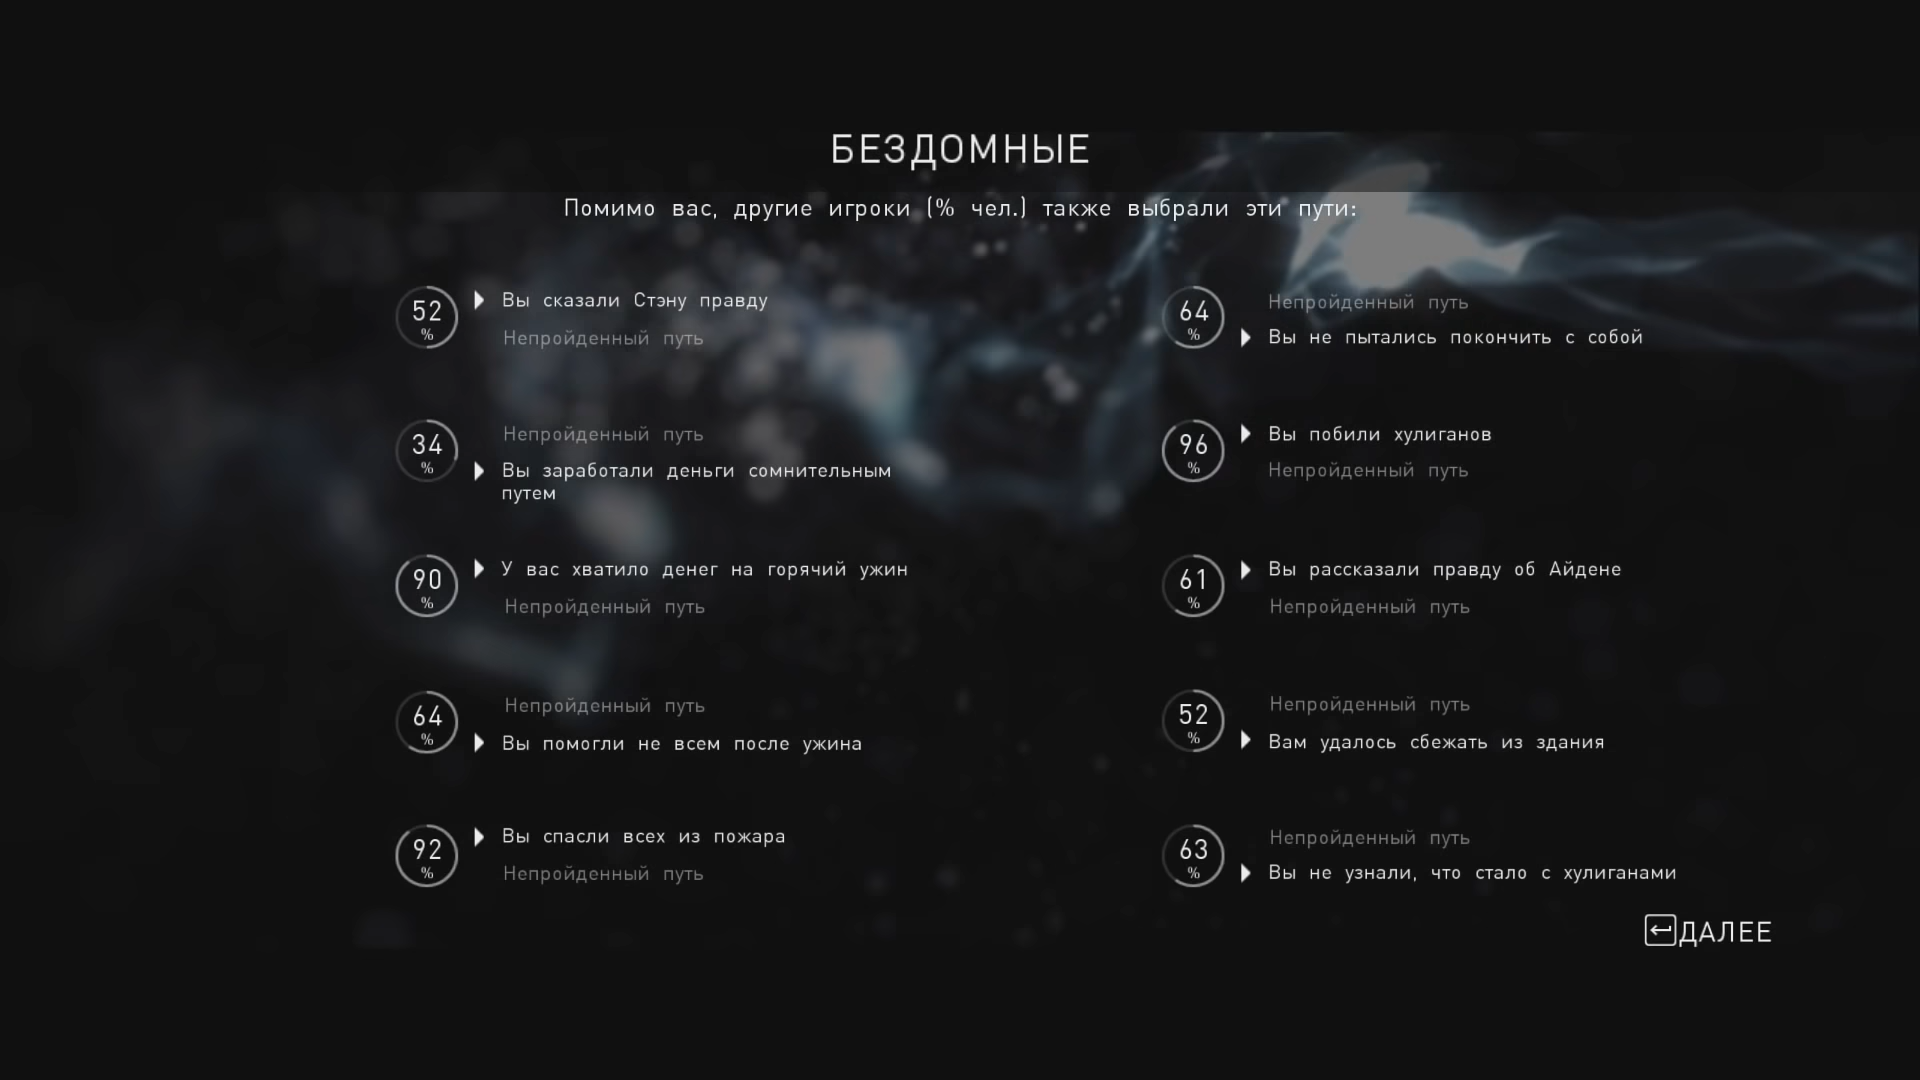 БЕЗДОМНЫЕ
Помимо вас, другие игроки (% чел.) также выбрали эти пути:
52 %
Вы сказали Стэну правду
Непройденный путь
34 %
Непройденный путь
Вы заработали деньги сомнительным
путем
90 %
У вас хватило денег на горячий ужин
Непройденный путь
64 %
Непройденный путь
Вы помогли не всем после ужина
92 %
Вы спасли всех из пожара
Непройденный путь
64 %
Непройденный путь
Вы не пытались покончить с собой
96 %
Вы побили хулиганов
Непройденный путь
61 %
Вы рассказали правду об Айдене
Непройденный путь
52 %
Непройденный путь
Вам удалось сбежать из здания
63 %
Непройденный путь
Вы не узнали, что стало с хулиганами
ДАЛЕЕ